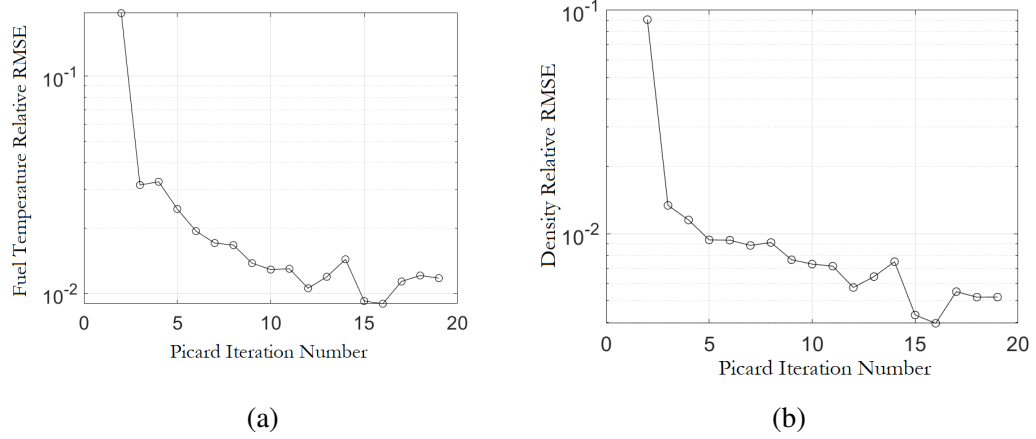 Fuel Temperature Relative RMSE
10^-1
10^-2
0 5 10 15 20
Picard Iteration Number
(a)
Density Relative RMSE
10^-1
10^-2
0 5 10 15 20
Picard Iteration Number
(b)